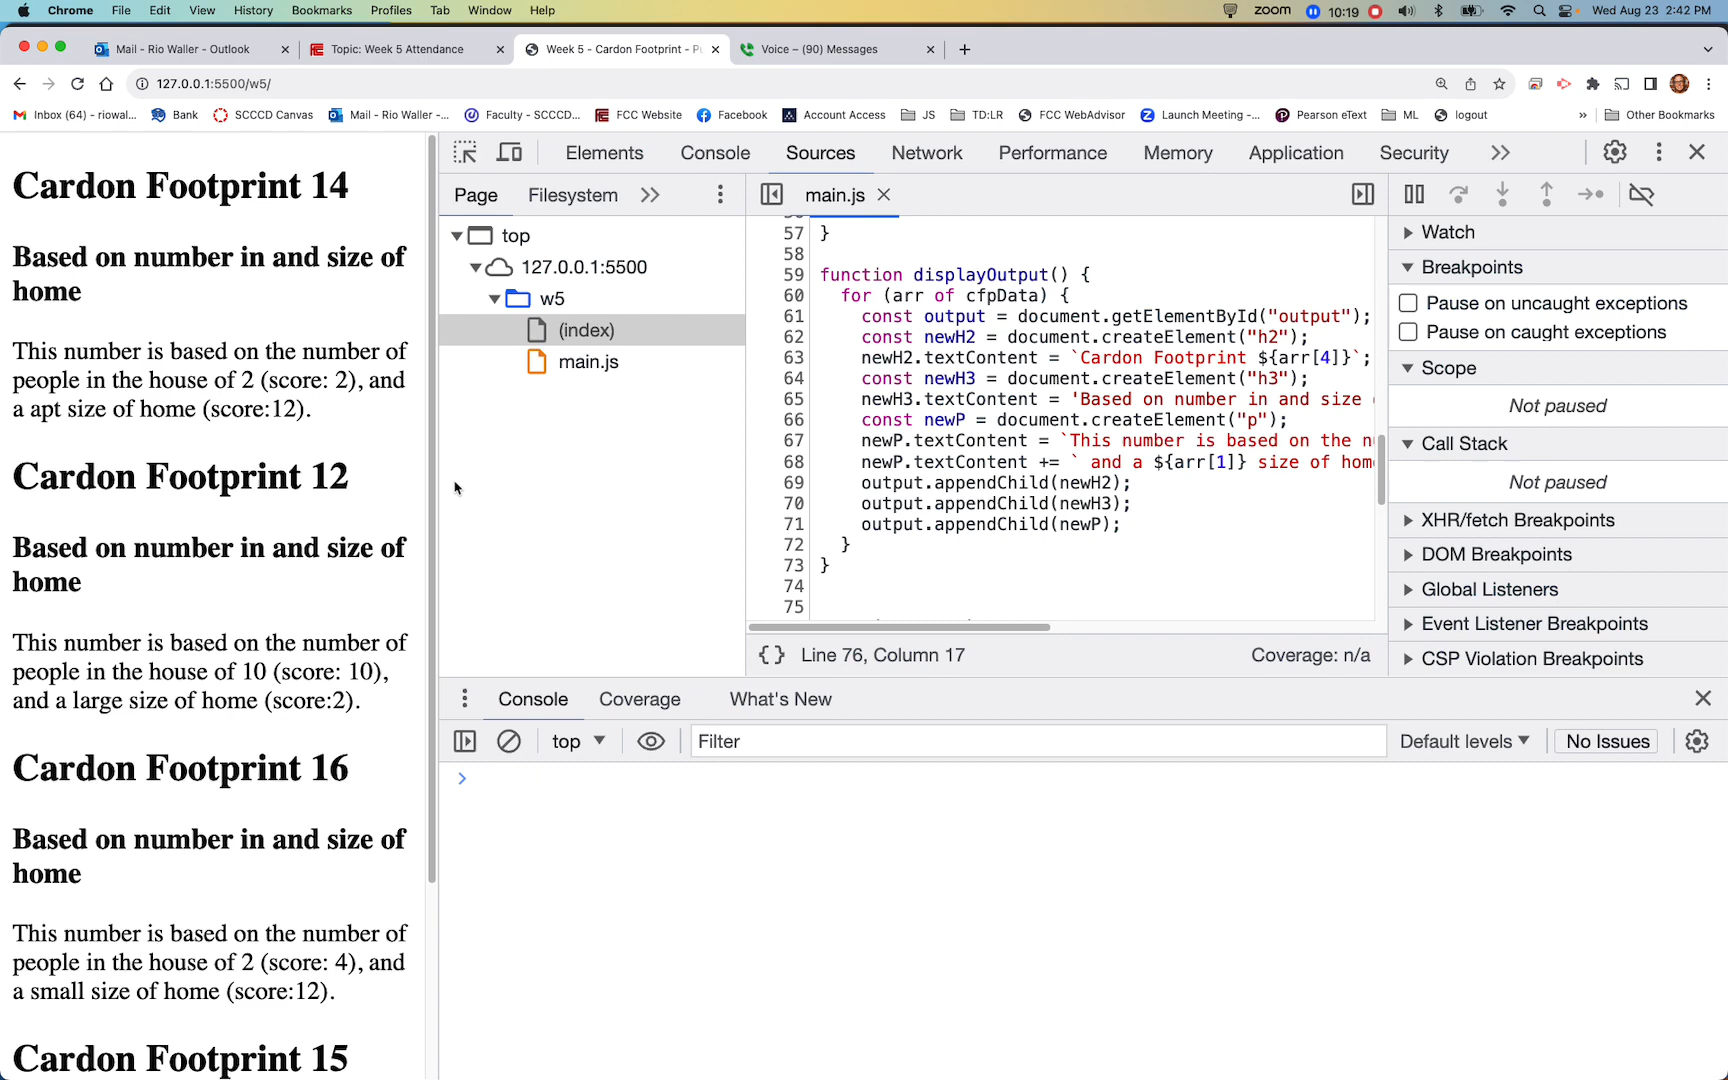 Chrome File Edit View History Bookmarks Profiles Tab Window Help zoom 10:19 Wed Aug 23 2:42 PM
Mail - Rio Waller - Outlook Topic: Week 5 Attendance Week 5 - Cardon Footprint - Voice – (90) Messages
127.0.0.1:5500/w5/
Inbox (64) - riowal... Bank SCCCD Canvas Mail - Rio Waller -... Faculty - SCCCD... FCC Website Facebook Account Access JS TD:LR FCC WebAdvisor Launch Meeting -... Pearson eText ML logout » Other Bookmarks
Cardon Footprint 14
Based on number in and size of
home
This number is based on the number of
people in the house of 2 (score: 2), and
a apt size of home (score:12).
Cardon Footprint 12
Based on number in and size of
home
This number is based on the number of
people in the house of 10 (score: 10),
and a large size of home (score:2).
Cardon Footprint 16
Based on number in and size of
home
This number is based on the number of
people in the house of 2 (score: 4), and
a small size of home (score:12).
Cardon Footprint 15
Elements Console Sources Network Performance Memory Application Security
Page Filesystem
top
127.0.0.1:5500
w5
(index)
main.js
main.js
57 }
58
59 function displayOutput() {
60 for (arr of cfpData) {
61 const output = document.getElementById("output");
62 const newH2 = document.createElement("h2");
63 newH2.textContent = `Cardon Footprint ${arr[4]}`;
64 const newH3 = document.createElement("h3");
65 newH3.textContent = 'Based on number in and size
66 const newP = document.createElement("p");
67 newP.textContent = `This number is based on the
68 newP.textContent += ` and a ${arr[1]} size of
69 output.appendChild(newH2);
70 output.appendChild(newH3);
71 output.appendChild(newP);
72 }
73 }
74
75
{} Line 76, Column 17 Coverage: n/a
Watch
Breakpoints
Pause on uncaught exceptions
Pause on caught exceptions
Scope
Not paused
Call Stack
Not paused
XHR/fetch Breakpoints
DOM Breakpoints
Global Listeners
Event Listener Breakpoints
CSP Violation Breakpoints
Console Coverage What's New
top Filter Default levels No Issues